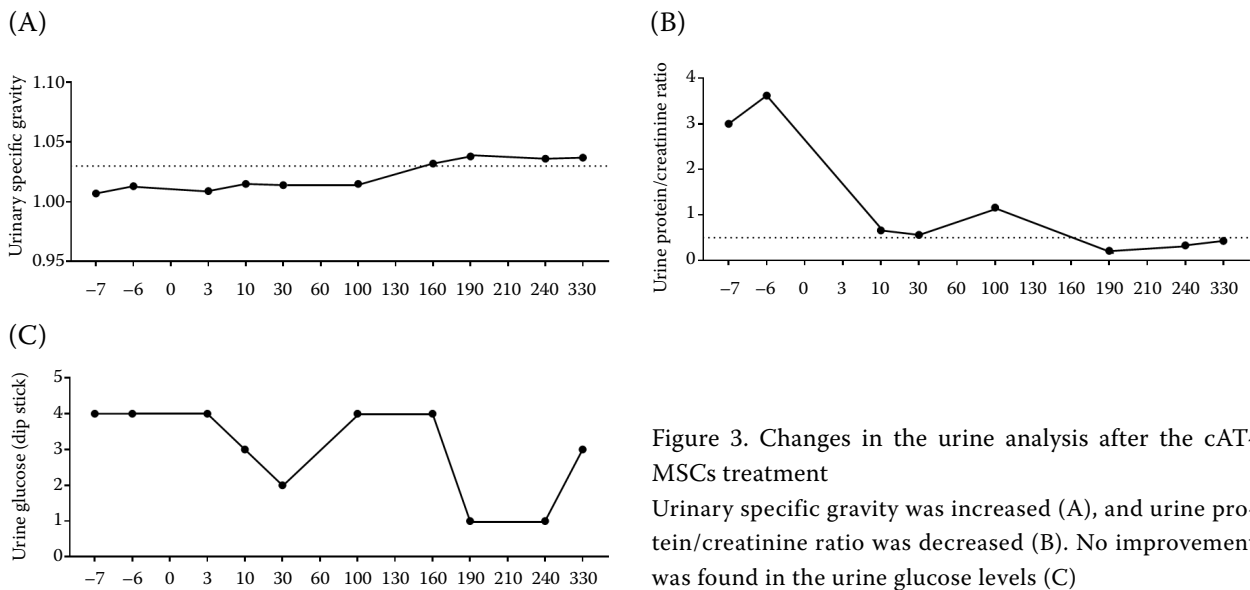 (A)
Urinary specific gravity
1.10
1.05
1.00
0.95
–7 –6 0 3 10 30 60 100 130 160 190 210 240 330
(B)
Urine protein/creatinine ratio
4
3
2
1
0
–7 –6 0 3 10 30 60 100 130 160 190 210 240 330
(C)
Urine glucose (dip stick)
5
4
3
2
1
0
–7 –6 0 3 10 30 60 100 130 160 190 210 240 330
Figure 3. Changes in the urine analysis after the cAT-
MSCs treatment
Urinary specific gravity was increased (A), and urine pro-
tein/creatinine ratio was decreased (B). No improvement
was found in the urine glucose levels (C)